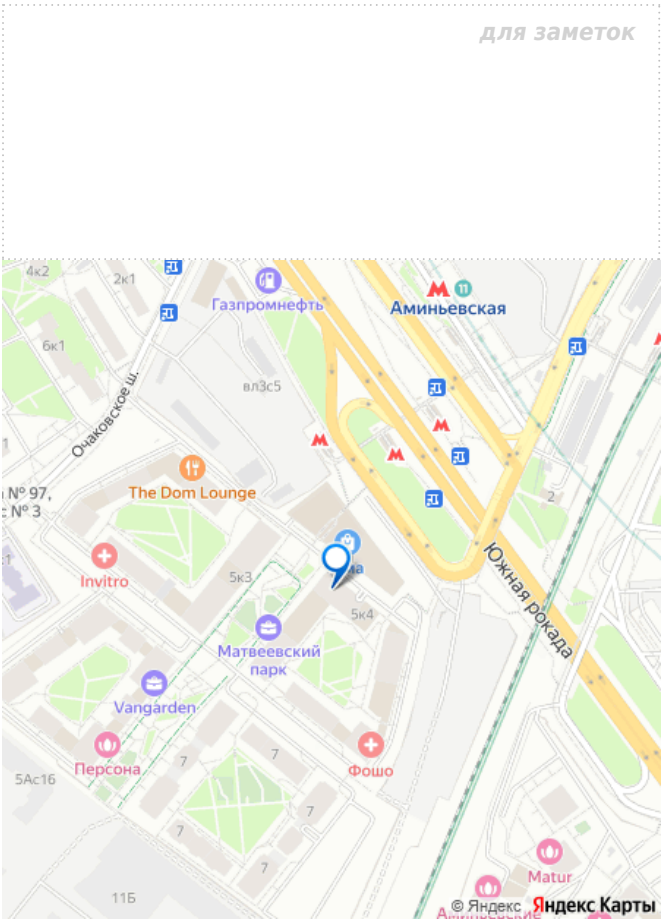 для заметок
4к2
2к1
Газпромнефть
11
Аминьевская
6к1
вл3с5
Очаковское ш.
№ 97,
№ 3
The Dom Lounge
2
Invitro
5к3
Южная рокада
5к4
Матвеевский
парк
Vangarden
Персона
7
7
Фошо
5Ас16
7
7
7
Matur
11Б
© Яндекс Яндекс Карты